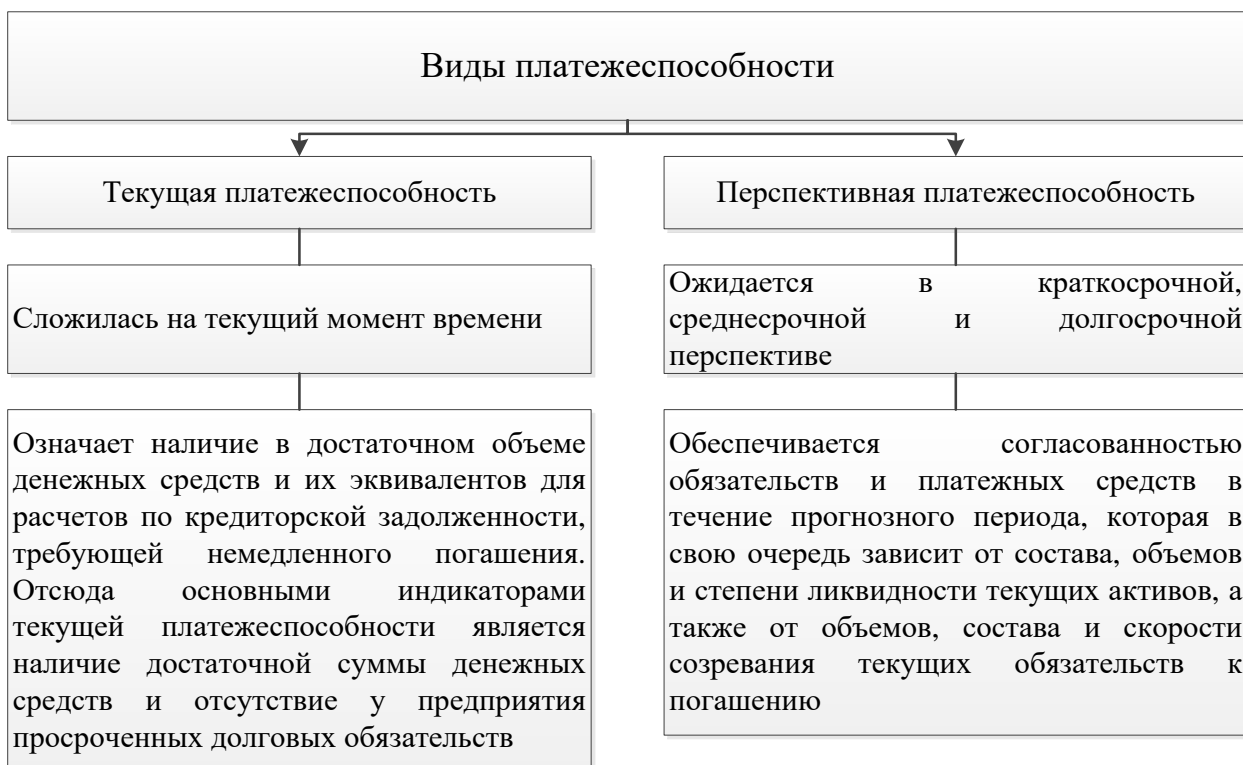 Виды платежеспособности
Текущая платежеспособность
Перспективная платежеспособность
Сложилась на текущий момент времени
Ожидается в краткосрочной,
среднесрочной и долгосрочной
перспективе
Означает наличие в достаточном объеме
денежных средств и их эквивалентов для
расчетов по кредиторской задолженности,
требующей немедленного погашения.
Отсюда основными индикаторами
текущей платежеспособности является
наличие достаточной суммы денежных
средств и отсутствие у предприятия
просроченных долговых обязательств
Обеспечивается согласованностью
обязательств и платежных средств в
течение прогнозного периода, которая в
свою очередь зависит от состава, объемов
и степени ликвидности текущих активов, а
также от объемов, состава и скорости
созревания текущих обязательств к
погашению